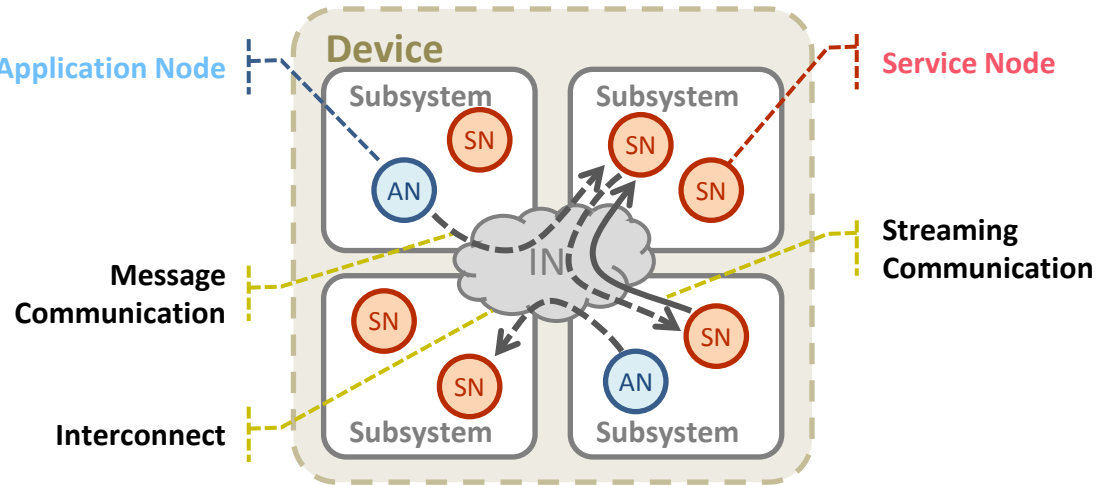 Device
Application Node
Service Node
Subsystem
Subsystem
SN
SN
AN
SN
Streaming
Communication
Message
Communication
IN
SN
SN
SN
AN
Interconnect
Subsystem
Subsystem